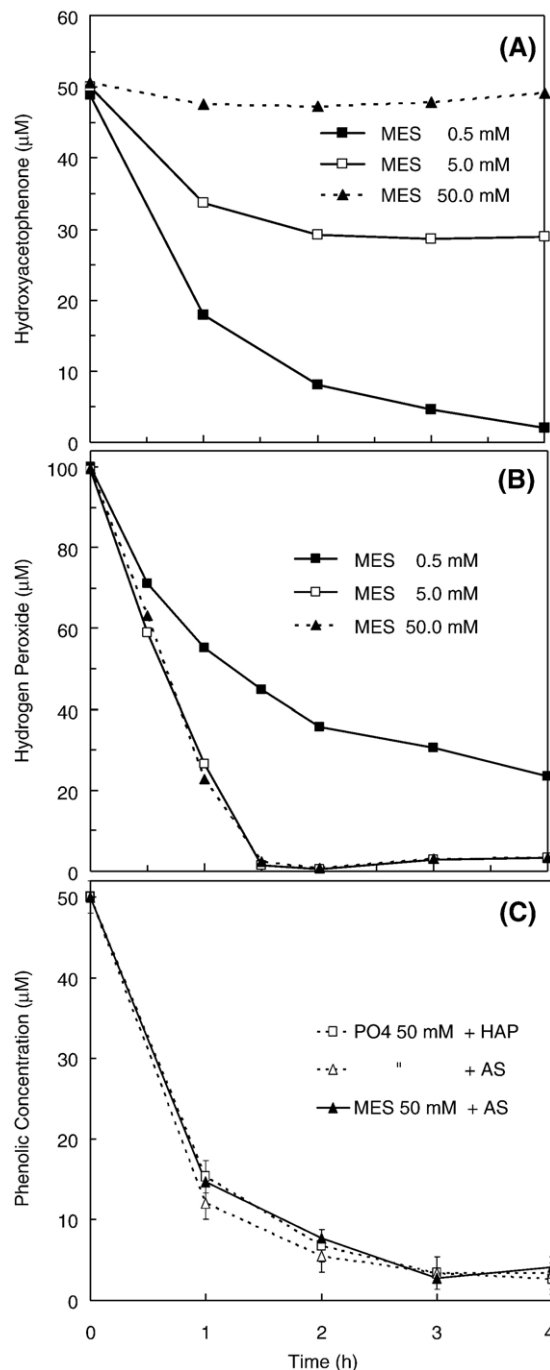 60
(A)
50
40
MES 0.5 mM
MES 5.0 mM
30
MES 50.0 mM
20
10
0
Hydroxyacetophenone (µM)
100
(B)
80
MES 0.5 mM
MES 5.0 mM
60
MES 50.0 mM
40
20
0
Hydrogen Peroxide (µM)
50
(C)
40
PO4 50 mM + HAP
30
" + AS
MES 50 mM + AS
20
10
0
Phenolic Concentration (µM)
0 1 2 3 4
Time (h)